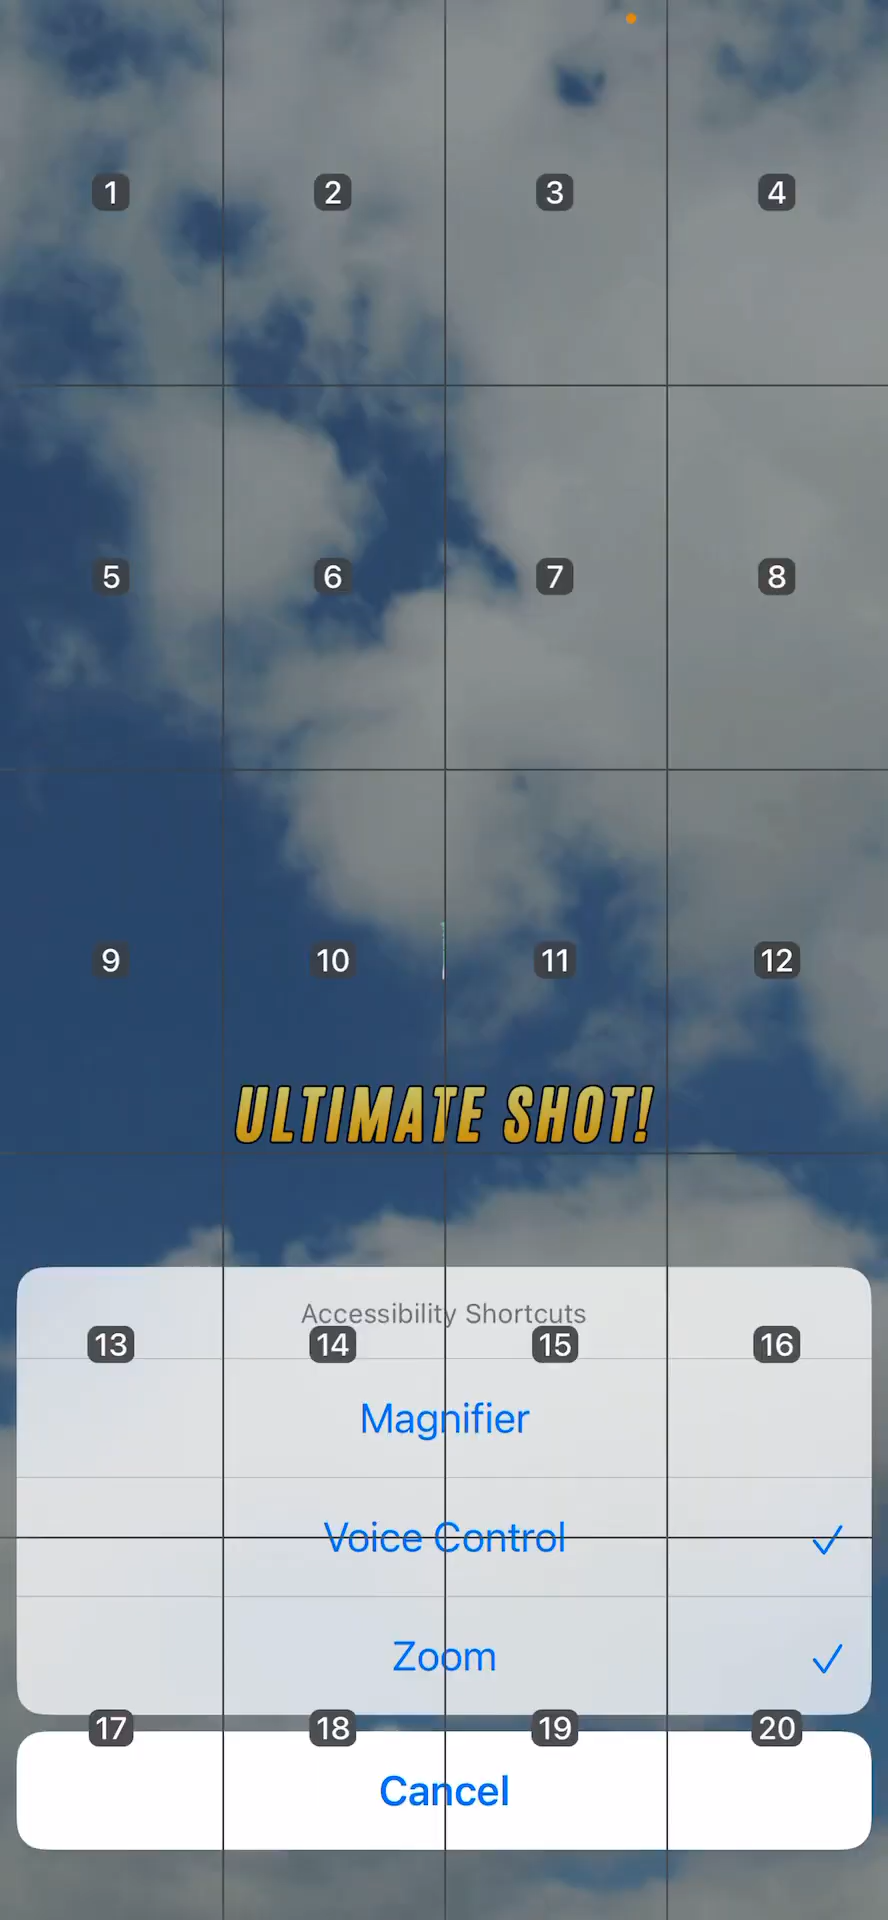 1 2 3 4
5 6 7 8
9 10 11 12
ULTIMATE SHOT!
Accessibility Shortcuts
13 14 15 16
Magnifier
Voice Control
Zoom
17 18 19 20
Cancel